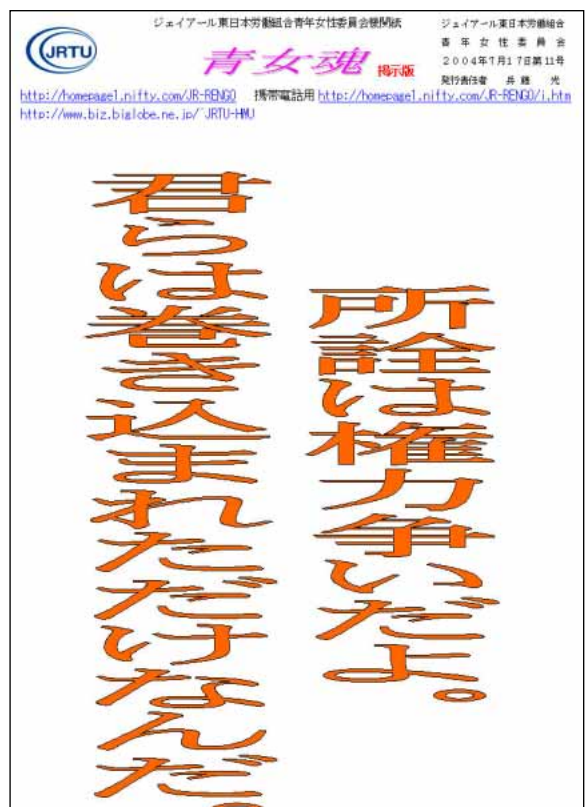 ジェイアール東日本労働組合青年女性委員会機関紙
JRTU
青女魂 掲示版
ジェイアール東日本労働組合
青年女性委員会
2004年7月17日第11号
発行責任者 兵藤 光
http://homepage1.nifty.com/JR-RENGO 携帯電話用 http://homepage1.nifty.com/JR-RENGO/i.htm
http://www.biz.biglobe.ne.jp/~JRTU-HMJ
所詮は権力争いだよ。
君らは巻き込まれただけなんだ。